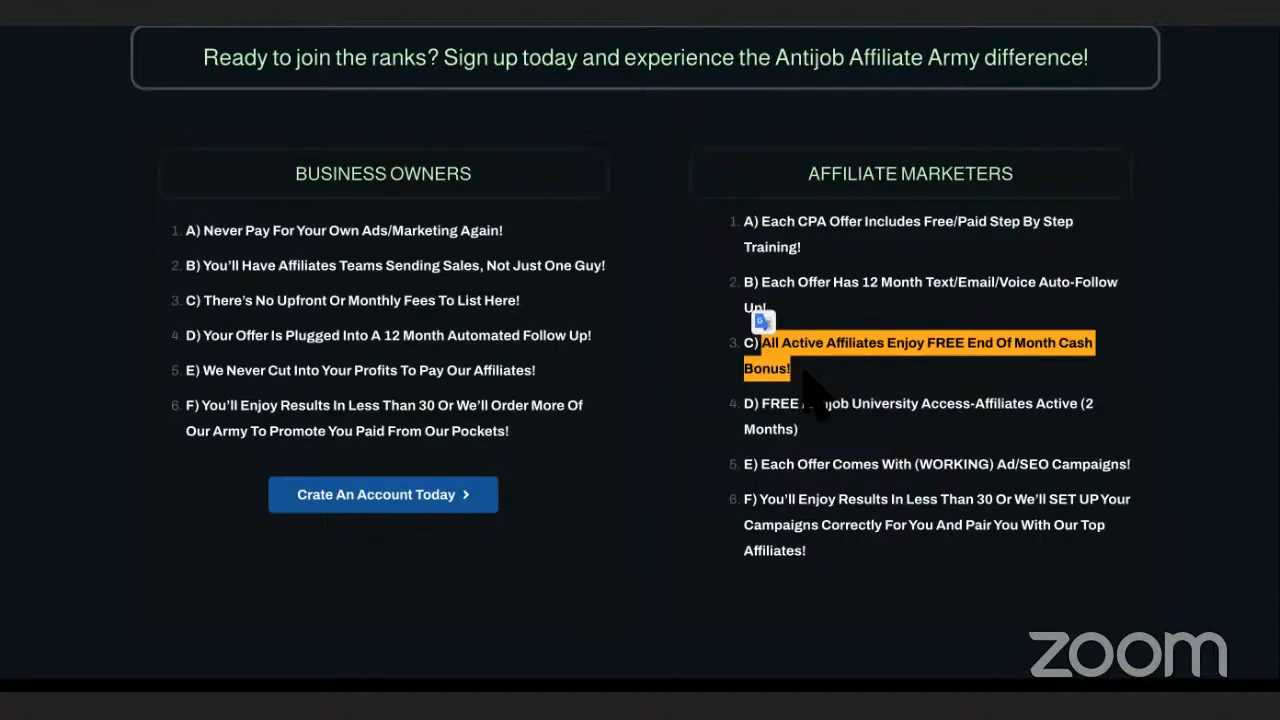 Ready to join the ranks? Sign up today and experience the Antijob Affiliate Army difference!
BUSINESS OWNERS
1. A) Never Pay For Your Own Ads/Marketing Again!
2. B) You'll Have Affiliates Teams Sending Sales, Not Just One Guy!
3. C) There's No Upfront Or Monthly Fees To List Here!
4. D) Your Offer Is Plugged Into A 12 Month Automated Follow Up!
5. E) We Never Cut Into Your Profits To Pay Our Affiliates!
6. F) You'll Enjoy Results In Less Than 30 Or We'll Order More Of
Our Army To Promote You Paid From Our Pockets!
Crate An Account Today
AFFILIATE MARKETERS
1. A) Each CPA Offer Includes Free/Paid Step By Step
Training!
2. B) Each Offer Has 12 Month Text/Email/Voice Auto-Follow
Up!
3. C) All Active Affiliates Enjoy FREE End Of Month Cash
Bonus!
4. D) FREE Antijob University Access-Affiliates Active (2
Months)
5. E) Each Offer Comes With (WORKING) Ad/SEO Campaigns!
6. F) You'll Enjoy Results In Less Than 30 Or We'll SET UP Your
Campaigns Correctly For You And Pair You With Our Top
Affiliates!
zoom